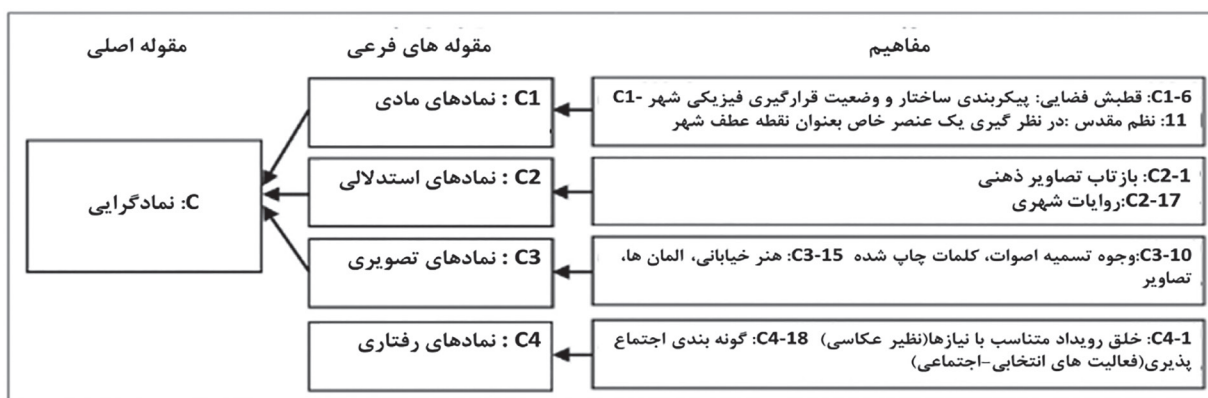 مفاهیم
مقوله های فرعی
مقوله اصلی
C1-6: قطبش فضایی: پیکربندی ساختار و وضعیت قرارگیری فیزیکی شهر C1-
11: نظم مقدس :در نظر گیری یک عنصر خاص بعنوان نقطه عطف شهر
C1 : نمادهای مادی
C2-1: بازتاب تصاویر ذهنی
C2-17:روایات شهری
C2 : نمادهای استدلالی
C: نمادگرایی
C3-10:وجوه تسمیه اصوات، کلمات چاپ شده C3-15: هنر خیابانی، المان ها،
تصاویر
C3 : نمادهای تصویری
C4-1: خلق رویداد متناسب با نیازها(نظیر عکاسی) C4-18: گونه بندی اجتماع
پذیری(فعالیت های انتخابی-اجتماعی)
C4 : نمادهای رفتاری